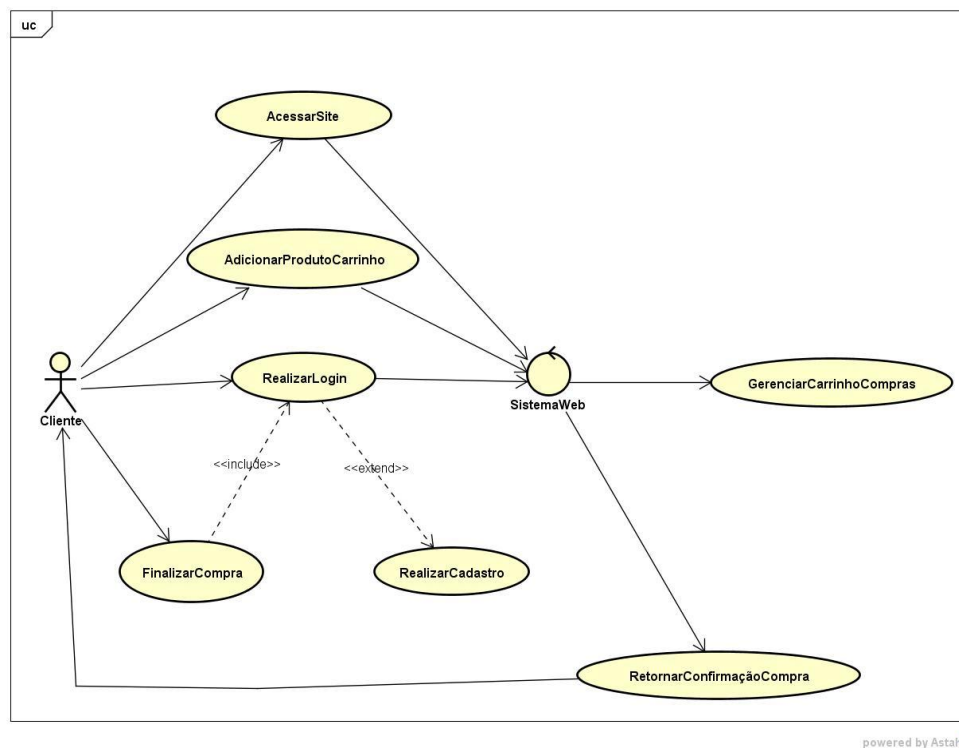 uc
AcessarSite
AdicionarProdutoCarrinho
RealizarLogin
SistemaWeb
GerenciarCarrinhoCompras
Cliente
<<include>>
<<extend>>
FinalizarCompra
RealizarCadastro
RetornarConfirmaçãoCompra
powered by Astah